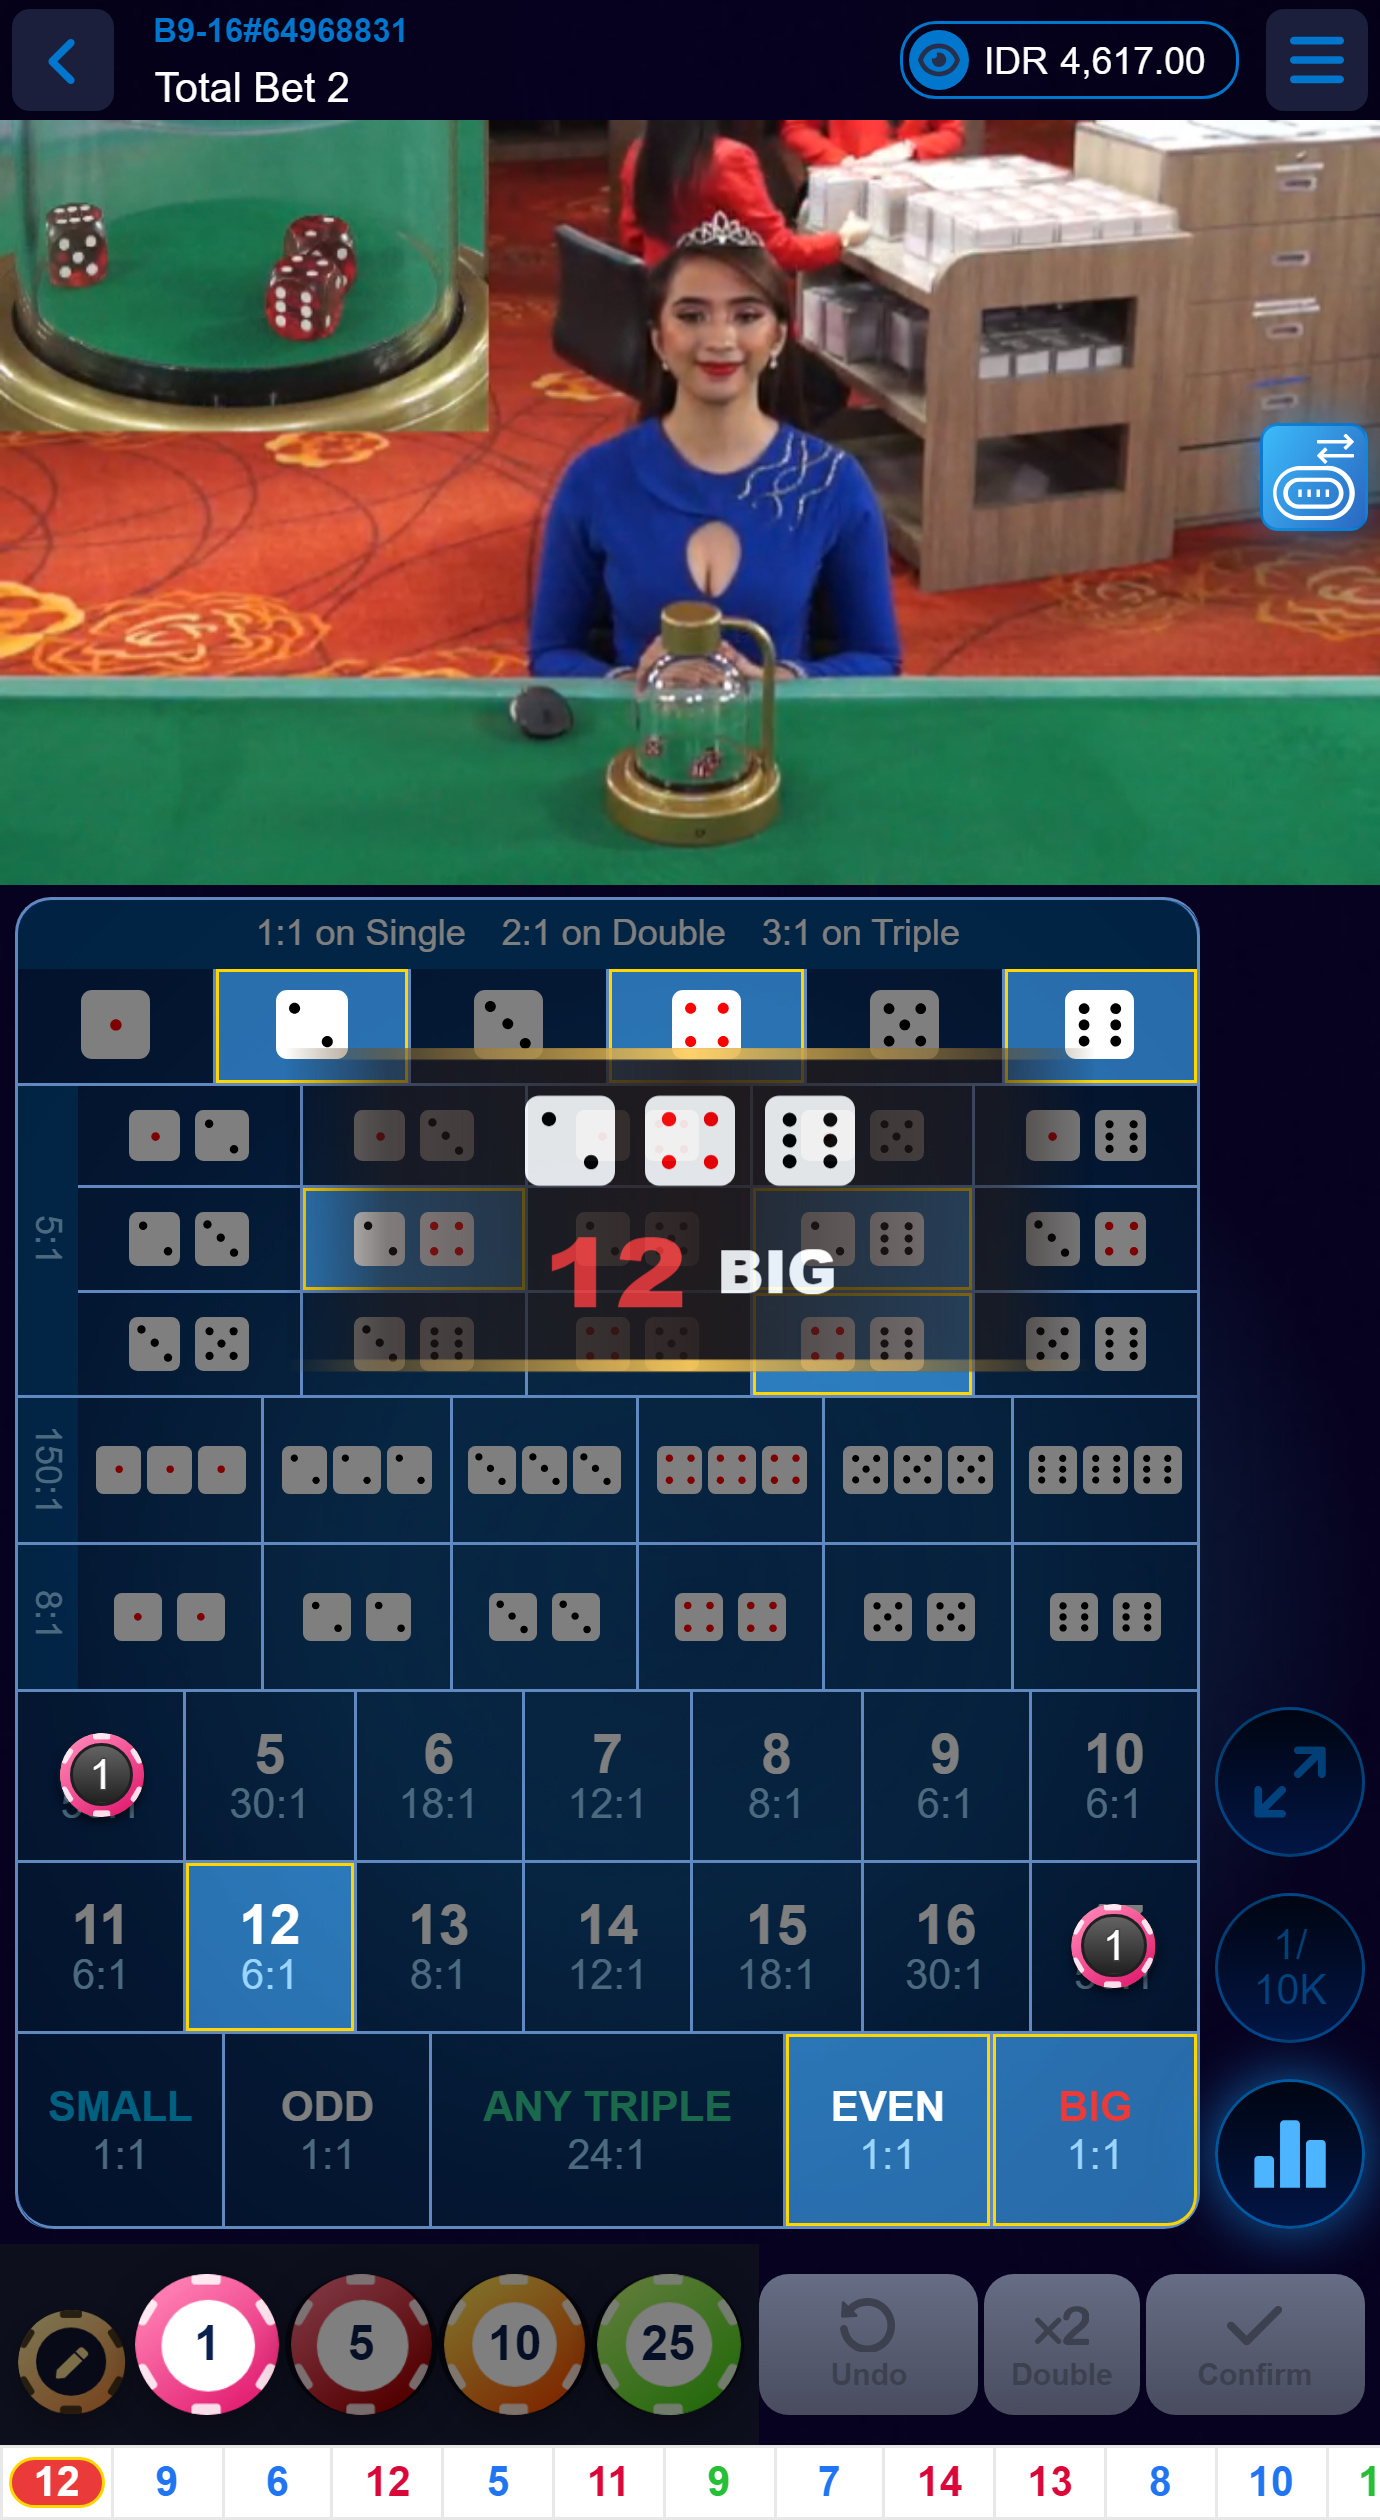 B9-16#64968831
Total Bet 2
IDR 4,617.00
1:1 on Single 2:1 on Double 3:1 on Triple
5:1
12 BIG
150:1
8:1
1
5 6 7 8 9 10
30:1 18:1 12:1 8:1 6:1 6:1
11 12 13 14 15 16 1
6:1 6:1 8:1 12:1 18:1 30:1
1/
10K
SMALL ODD ANY TRIPLE EVEN BIG
1:1 1:1 24:1 1:1 1:1
1 5 10 25
x2
Undo Double Confirm
12 9 6 12 5 11 9 7 14 13 8 10